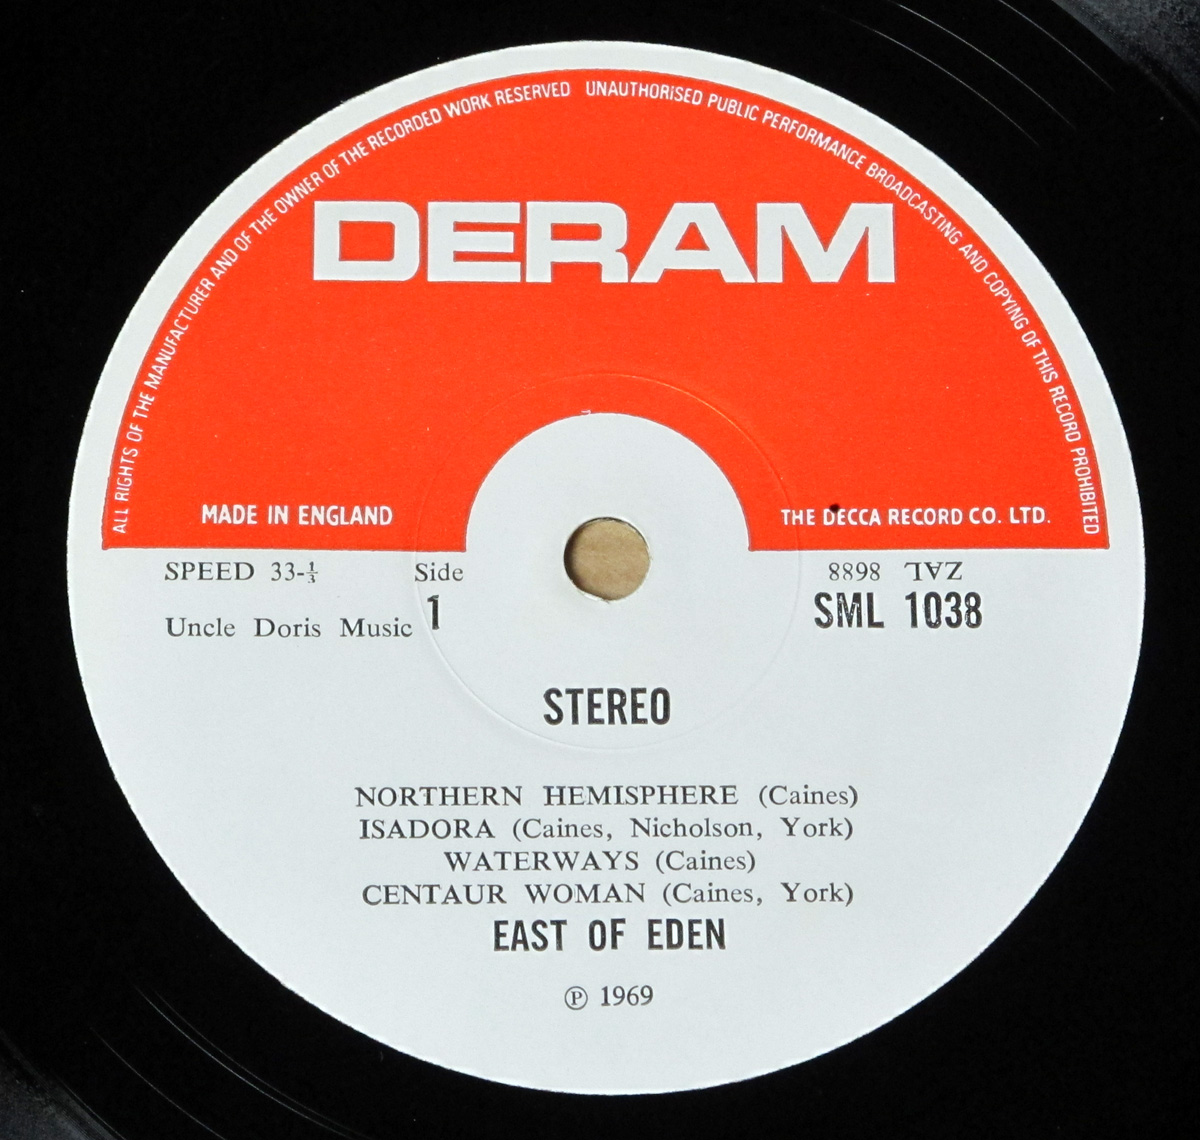 ALL RIGHTS OF THE MANUFACTURER AND OF THE OWNER OF THE RECORDED WORK RESERVED UNAUTHORISED PUBLIC PERFORMANCE BROADCASTING AND COPYING OF THIS RECORD PROHIBITED
DERAM
MADE IN ENGLAND
THE DECCA RECORD CO. LTD.
SPEED 33-⅓
Side
1
Uncle Doris Music
ZAL 8688
SML 1038
STEREO
NORTHERN HEMISPHERE (Caines)
ISADORA (Caines, Nicholson, York)
WATERWAYS (Caines)
CENTAUR WOMAN (Caines, York)
EAST OF EDEN
℗ 1969